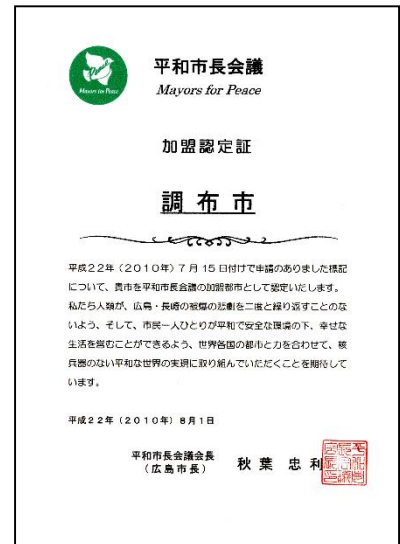 Mayors for Peace
平和市長会議
Mayors for Peace
加盟認定証
調布市
平成22年（2010年）7月15日付けで申請のありました標記
について、貴市を平和市長会議の加盟都市として認定いたします。
私たち人類が、広島・長崎の被爆の悲劇を二度と繰り返すことのな
いよう、そして、市民一人ひとりが平和で安全な環境の下、幸せな
生活を営むことができるよう、世界各国の都市と力を合わせて、核
兵器のない平和な世界の実現に取り組んでいただくことを期待して
います。
平成22年（2010年）8月1日
平和市長会議会長
（広島市長）
秋葉 忠利